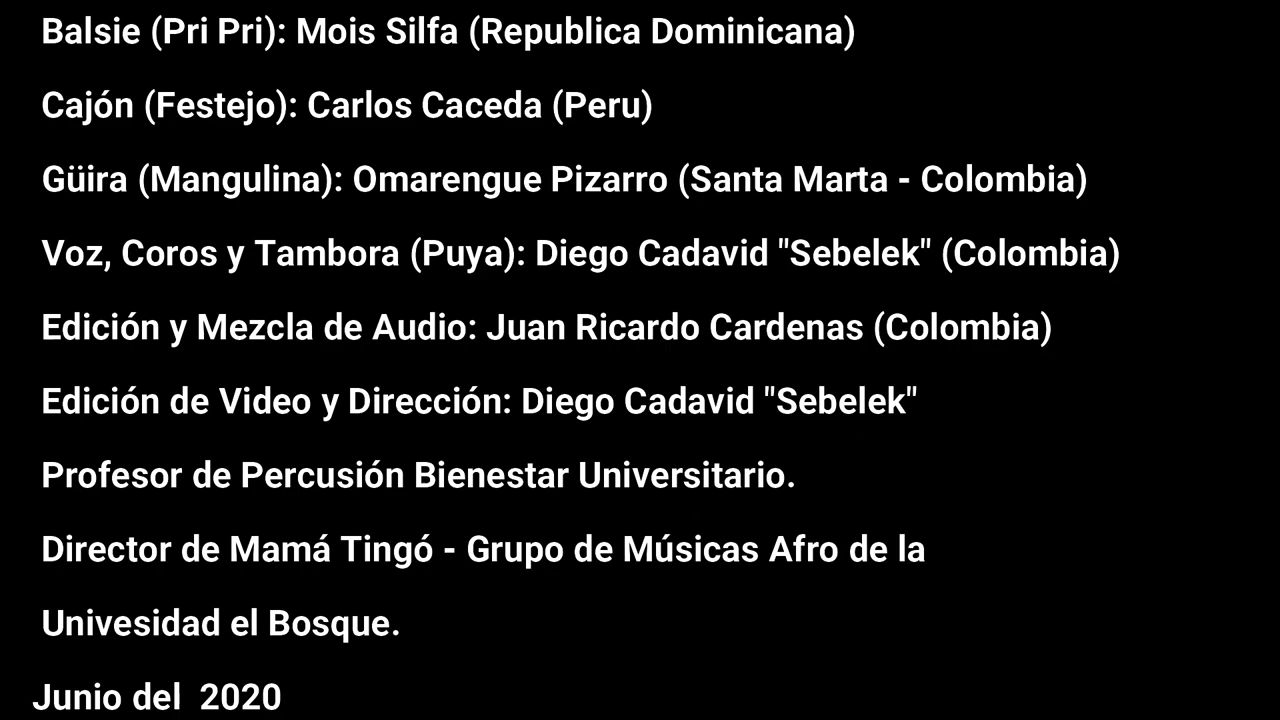 Balsie (Pri Pri): Mois Silfa (Republica Dominicana)
Cajón (Festejo): Carlos Caceda (Peru)
Güira (Mangulina): Omarengue Pizarro (Santa Marta - Colombia)
Voz, Coros y Tambora (Puya): Diego Cadavid "Sebelek" (Colombia)
Edición y Mezcla de Audio: Juan Ricardo Cardenas (Colombia)
Edición de Video y Dirección: Diego Cadavid "Sebelek"
Profesor de Percusión Bienestar Universitario.
Director de Mamá Tingó - Grupo de Músicas Afro de la
Univesidad el Bosque.
Junio del  2020